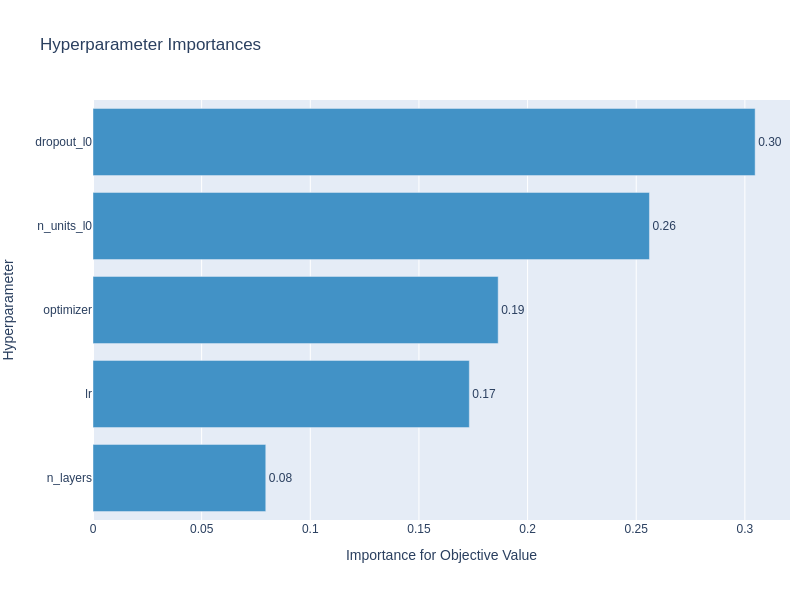 Hyperparameter Importances
Hyperparameter
dropout_l0 0.30
n_units_l0 0.26
optimizer 0.19
lr 0.17
n_layers 0.08
0 0.05 0.1 0.15 0.2 0.25 0.3
Importance for Objective Value